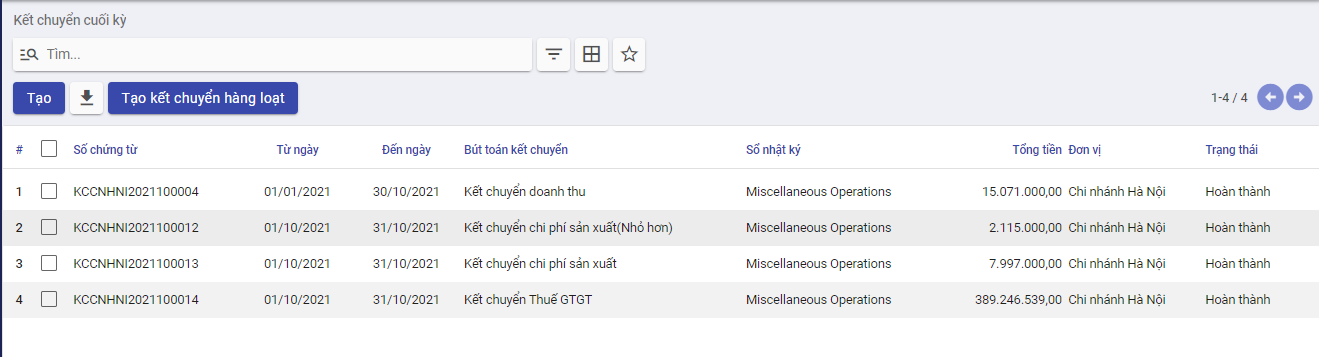 Kết chuyển cuối kỳ
Tìm...
Tạo Tạo kết chuyển hàng loạt 1-4 / 4
# Số chứng từ Từ ngày Đến ngày Bút toán kết chuyển Sổ nhật ký Tổng tiền Đơn vị Trạng thái
1 KCCNHNI2021100004 01/01/2021 30/10/2021 Kết chuyển doanh thu Miscellaneous Operations 15.071.000,00 Chi nhánh Hà Nội Hoàn thành
2 KCCNHNI2021100012 01/10/2021 31/10/2021 Kết chuyển chi phí sản xuất(Nhỏ hơn) Miscellaneous Operations 2.115.000,00 Chi nhánh Hà Nội Hoàn thành
3 KCCNHNI2021100013 01/10/2021 31/10/2021 Kết chuyển chi phí sản xuất Miscellaneous Operations 7.997.000,00 Chi nhánh Hà Nội Hoàn thành
4 KCCNHNI2021100014 01/10/2021 31/10/2021 Kết chuyển Thuế GTGT Miscellaneous Operations 389.246.539,00 Chi nhánh Hà Nội Hoàn thành